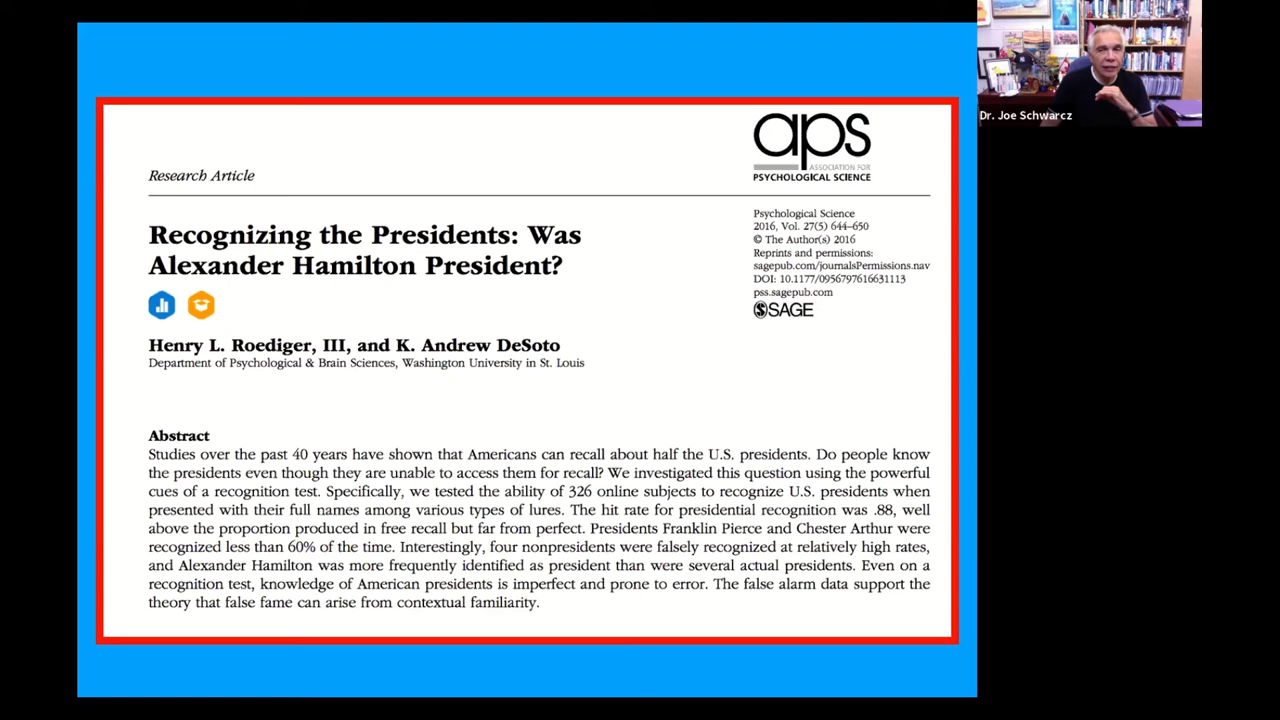 Dr. Joe Schwarcz
aps
ASSOCIATION FOR
PSYCHOLOGICAL SCIENCE
Research Article
Recognizing the Presidents: Was
Alexander Hamilton President?
Psychological Science
2016, Vol. 27(5) 644–650
© The Author(s) 2016
Reprints and permissions:
sagepub.com/journalsPermissions.nav
DOI: 10.1177/0956797616631113
pss.sagepub.com
SAGE
Henry L. Roediger, III, and K. Andrew DeSoto
Department of Psychological & Brain Sciences, Washington University in St. Louis
Abstract
Studies over the past 40 years have shown that Americans can recall about half the U.S. presidents. Do people know
the presidents even though they are unable to access them for recall? We investigated this question using the powerful
cues of a recognition test. Specifically, we tested the ability of 326 online subjects to recognize U.S. presidents when
presented with their full names among various types of lures. The hit rate for presidential recognition was .88, well
above the proportion produced in free recall but far from perfect. Presidents Franklin Pierce and Chester Arthur were
recognized less than 60% of the time. Interestingly, four nonpresidents were falsely recognized at relatively high rates,
and Alexander Hamilton was more frequently identified as president than were several actual presidents. Even on a
recognition test, knowledge of American presidents is imperfect and prone to error. The false alarm data support the
theory that false fame can arise from contextual familiarity.